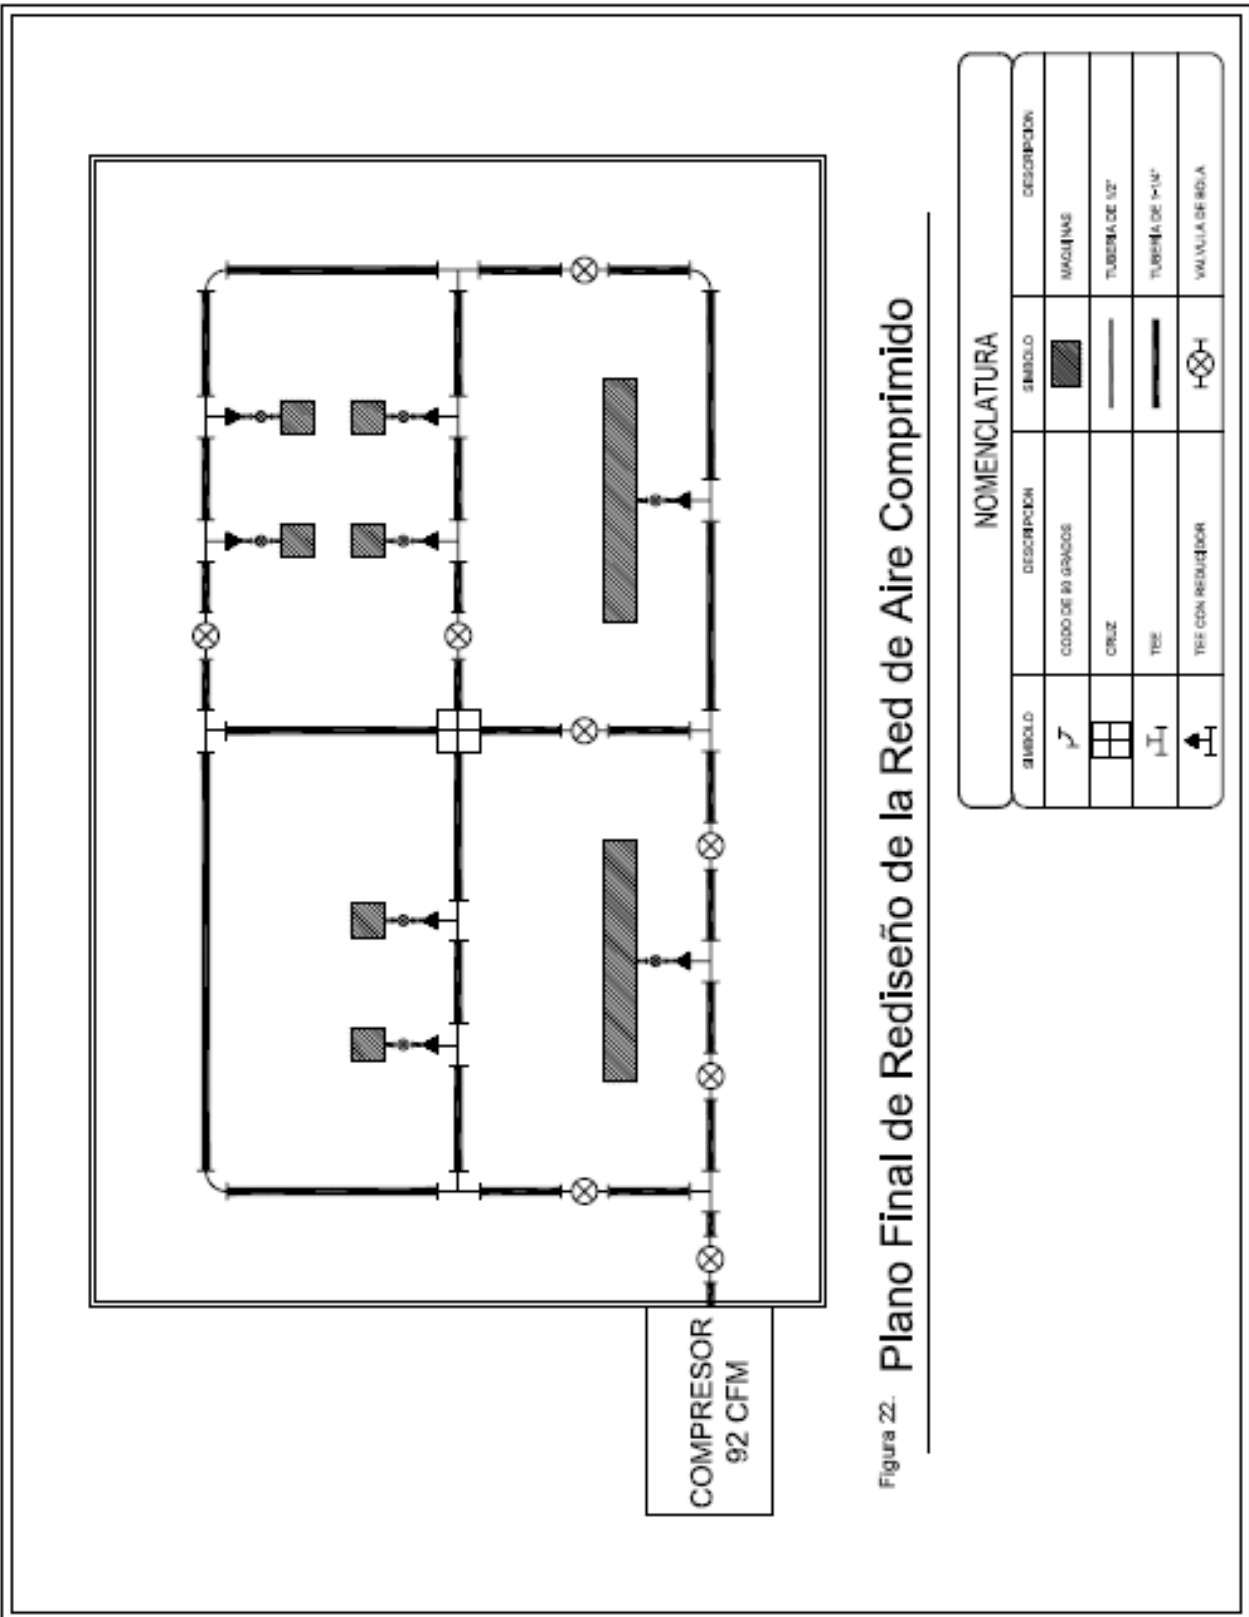 COMPRESOR
92 CFM
Figura 22. Plano Final de Rediseño de la Red de Aire Comprimido
NOMENCLATURA
SIMBOLO DESCRIPCION SIMBOLO DESCRIPCION
CODO DE 90 GRADOS MAQUINAS
CRUZ TUBERIA DE 1/2"
TEE TUBERIA DE 1-1/4"
TEE CON REDUCIDOR VALVULA DE BOLA